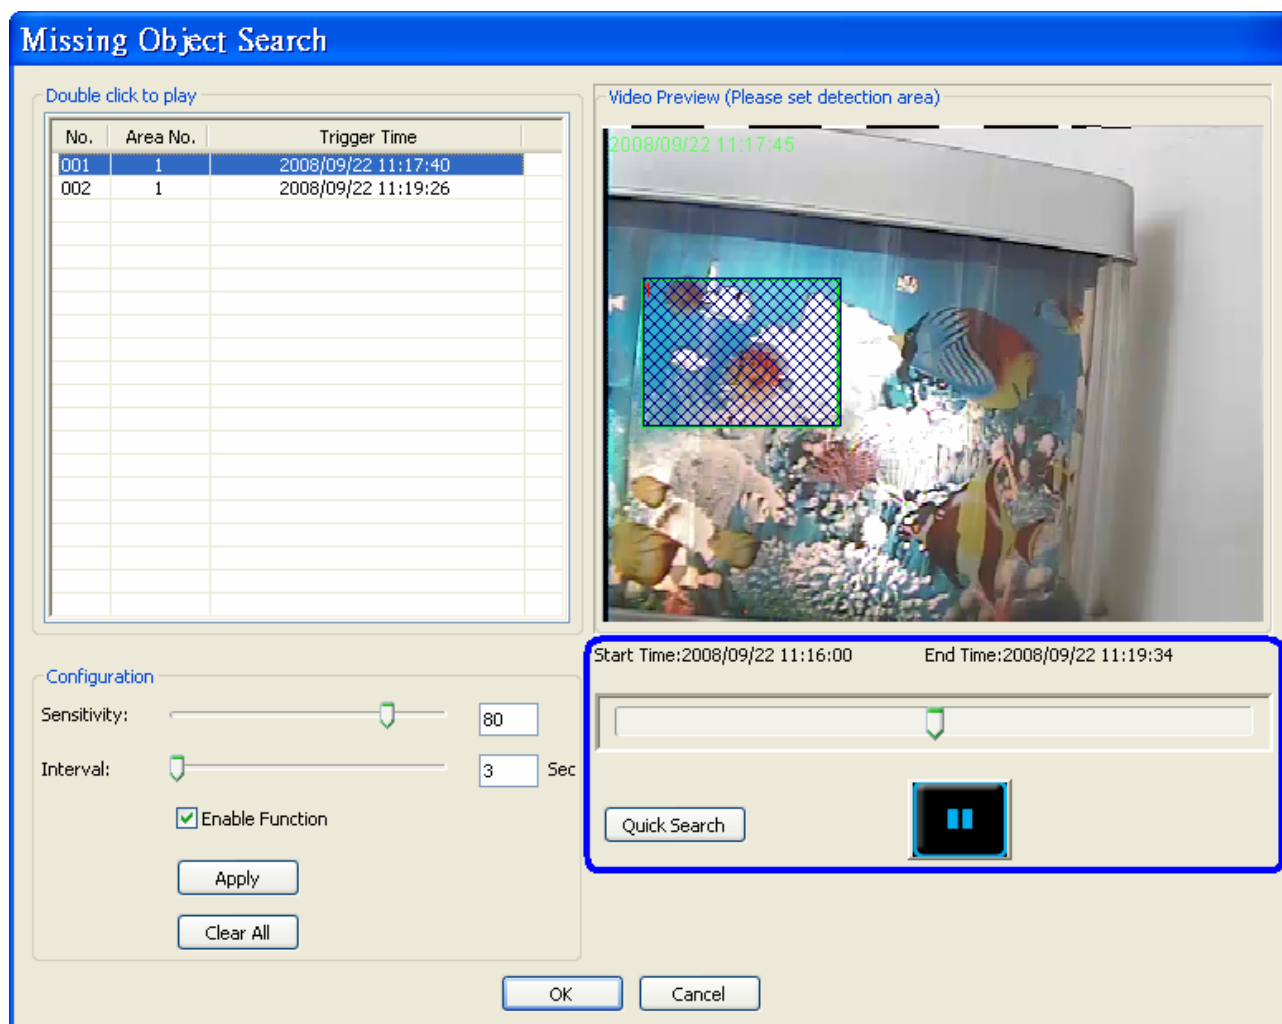 Missing Object Search
Double click to play
No. Area No. Trigger Time
001 1 2008/09/22 11:17:40
002 1 2008/09/22 11:19:26
Video Preview (Please set detection area)
2008/09/22 11:17:45
1
Start Time:2008/09/22 11:16:00 End Time:2008/09/22 11:19:34
Configuration
Sensitivity: 80
Interval: 3 Sec
Enable Function
Apply
Clear All
Quick Search
OK Cancel